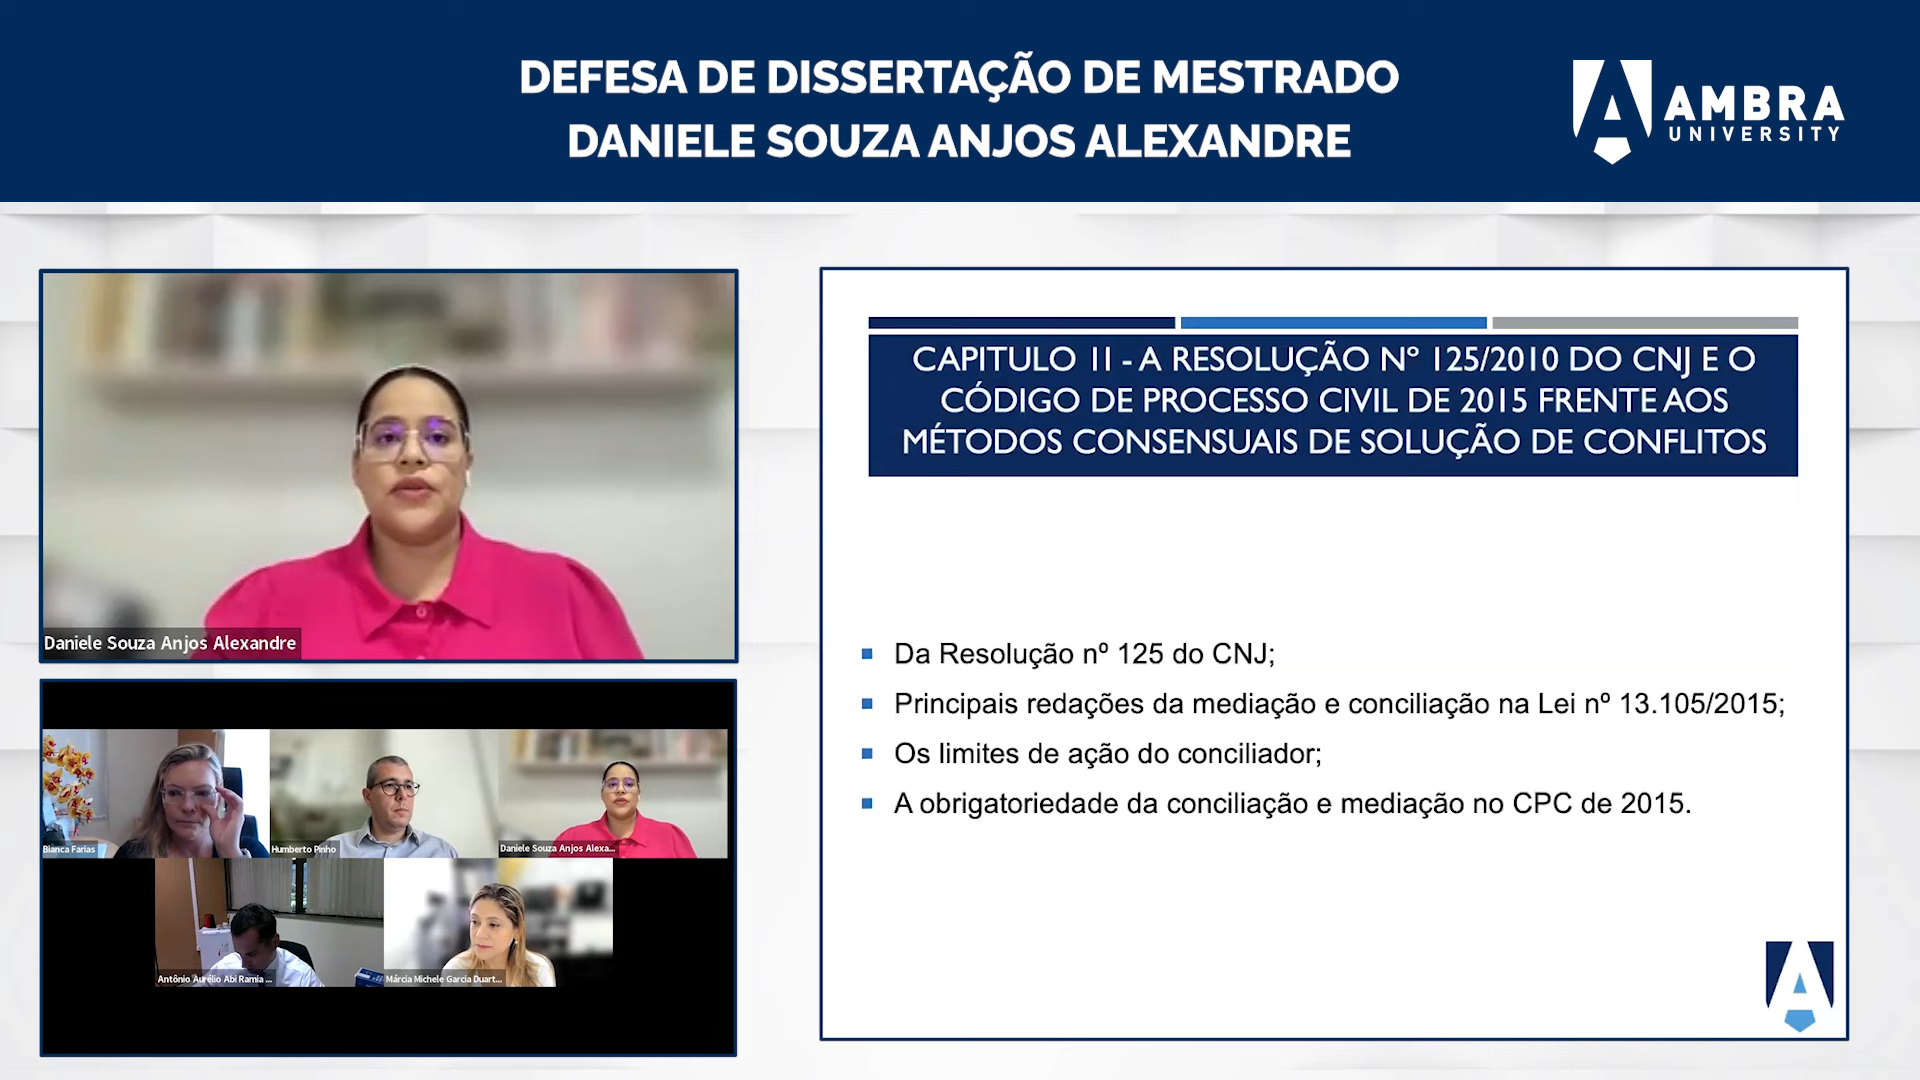 DEFESA DE DISSERTAÇÃO DE MESTRADO
DANIELE SOUZA ANJOS ALEXANDRE
AMBRA
UNIVERSITY
Daniele Souza Anjos Alexandre
Bianca Farias
Humberto Pinho
Daniele Souza Anjos Alexa...
Antônio Aurélio Abi Ramia ...
Márcia Michele Garcia Duart...
CAPITULO II - A RESOLUÇÃO Nº 125/2010 DO CNJ E O
CÓDIGO DE PROCESSO CIVIL DE 2015 FRENTE AOS
MÉTODOS CONSENSUAIS DE SOLUÇÃO DE CONFLITOS
Da Resolução nº 125 do CNJ;
Principais redações da mediação e conciliação na Lei nº 13.105/2015;
Os limites de ação do conciliador;
A obrigatoriedade da conciliação e mediação no CPC de 2015.